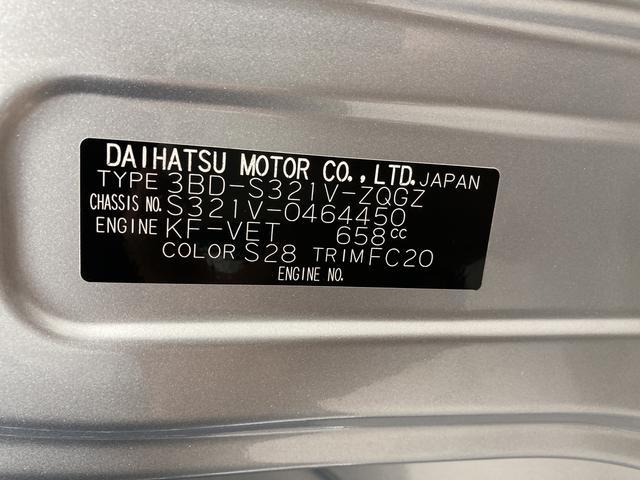 DAIHATSU MOTOR CO.,LTD. JAPAN
TYPE 3BD-S321V-ZQGZ
CHASSIS NO. S321V-0464450
ENGINE KF-VET 658cc
COLOR S28 TRIM FC20
ENGINE NO.